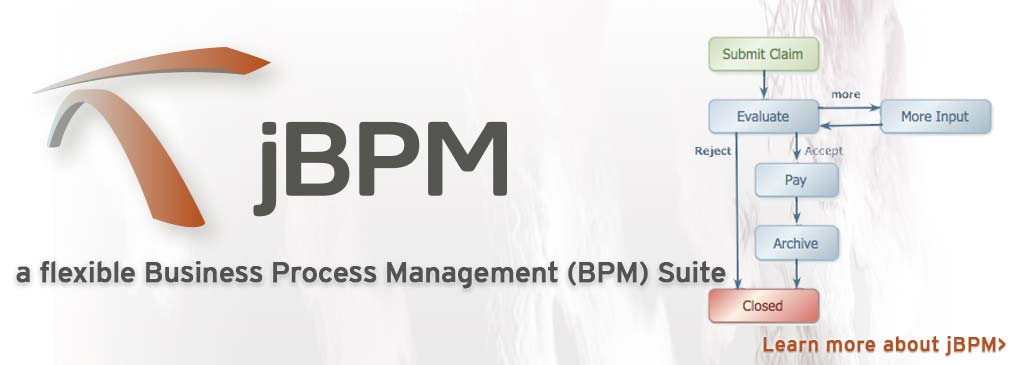 jBPM
a flexible Business Process Management (BPM) Suite
Submit Claim
more
Evaluate
More Input
Reject
Accept
Pay
Archive
Closed
Learn more about jBPM>